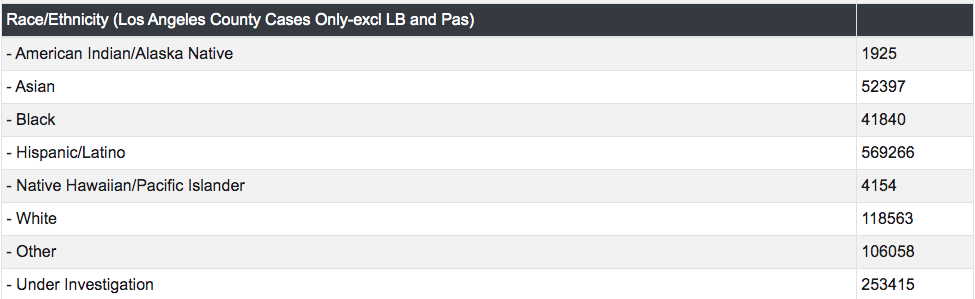 Race/Ethnicity (Los Angeles County Cases Only-excl LB and Pas)
- American Indian/Alaska Native 1925
- Asian 52397
- Black 41840
- Hispanic/Latino 569266
- Native Hawaiian/Pacific Islander 4154
- White 118563
- Other 106058
- Under Investigation 253415